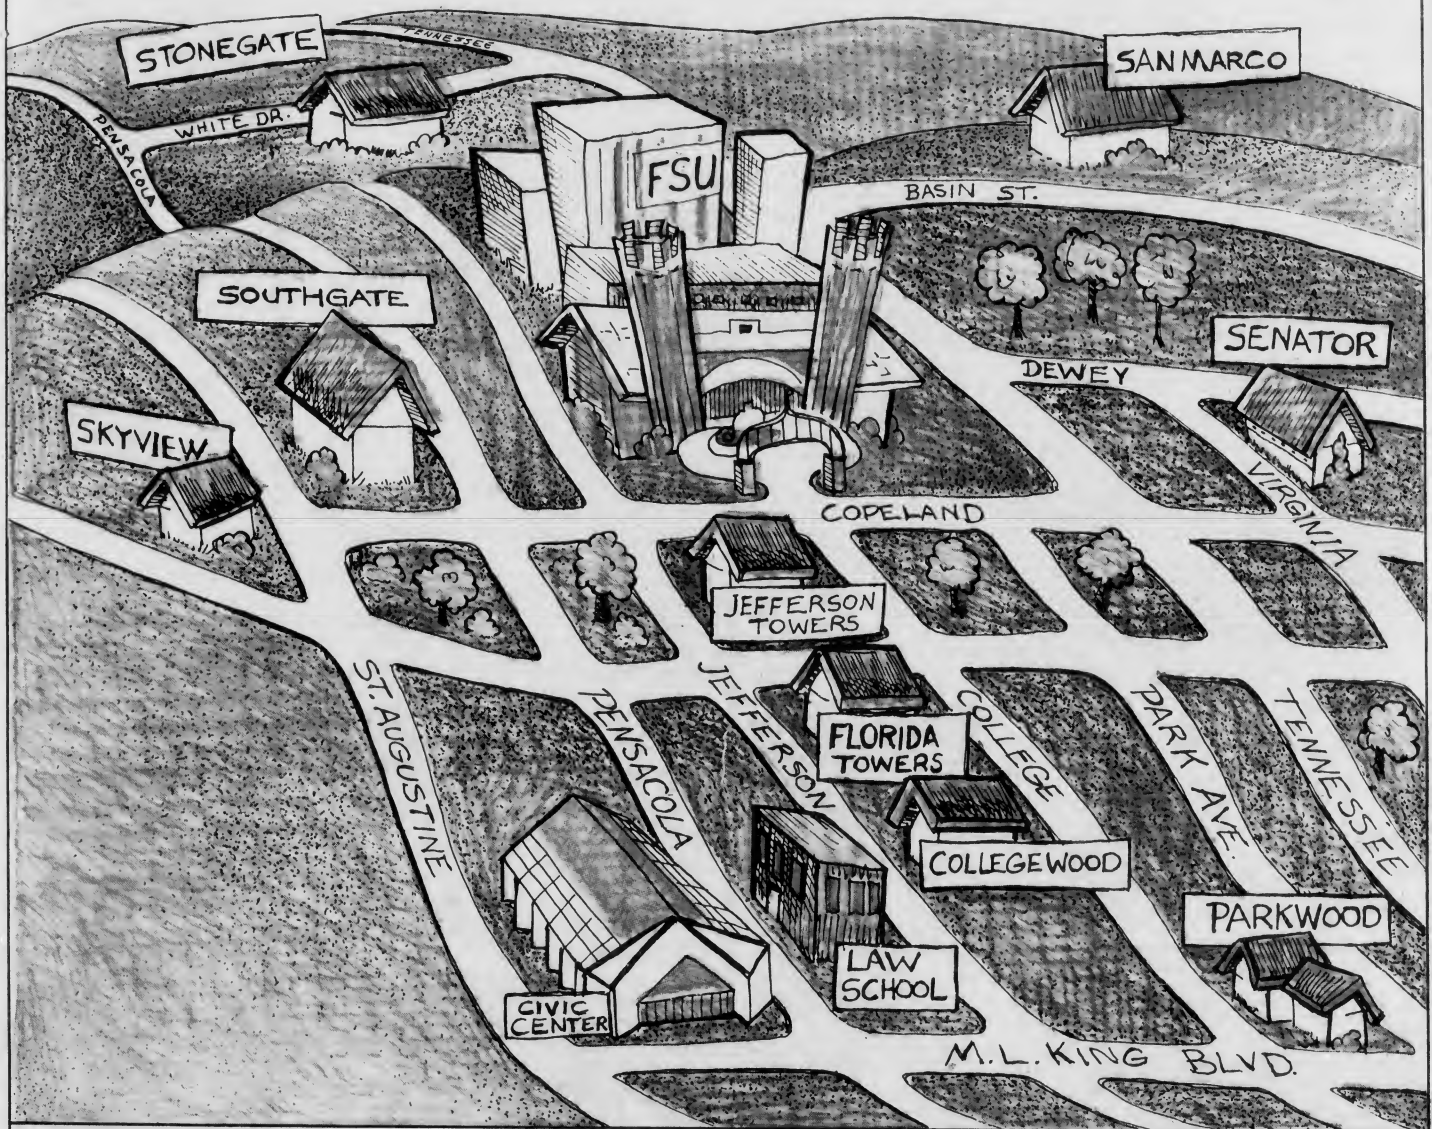 TENNESSEE
STONEGATE
SAN MARCO
WHITE DR.
PENSACOLA
FSU
BASIN ST.
SOUTHGATE
SENATOR
DEWEY
SKYVIEW
VIRGINIA
COPELAND
JEFFERSON
TOWERS
ST. AUGUSTINE
PENSACOLA
JEFFERSON
COLLEGE
PARK AVE.
TENNESSEE
FLORIDA
TOWERS
COLLEGEWOOD
PARKWOOD
LAW
SCHOOL
CIVIC
CENTER
M.L. KING BLVD.